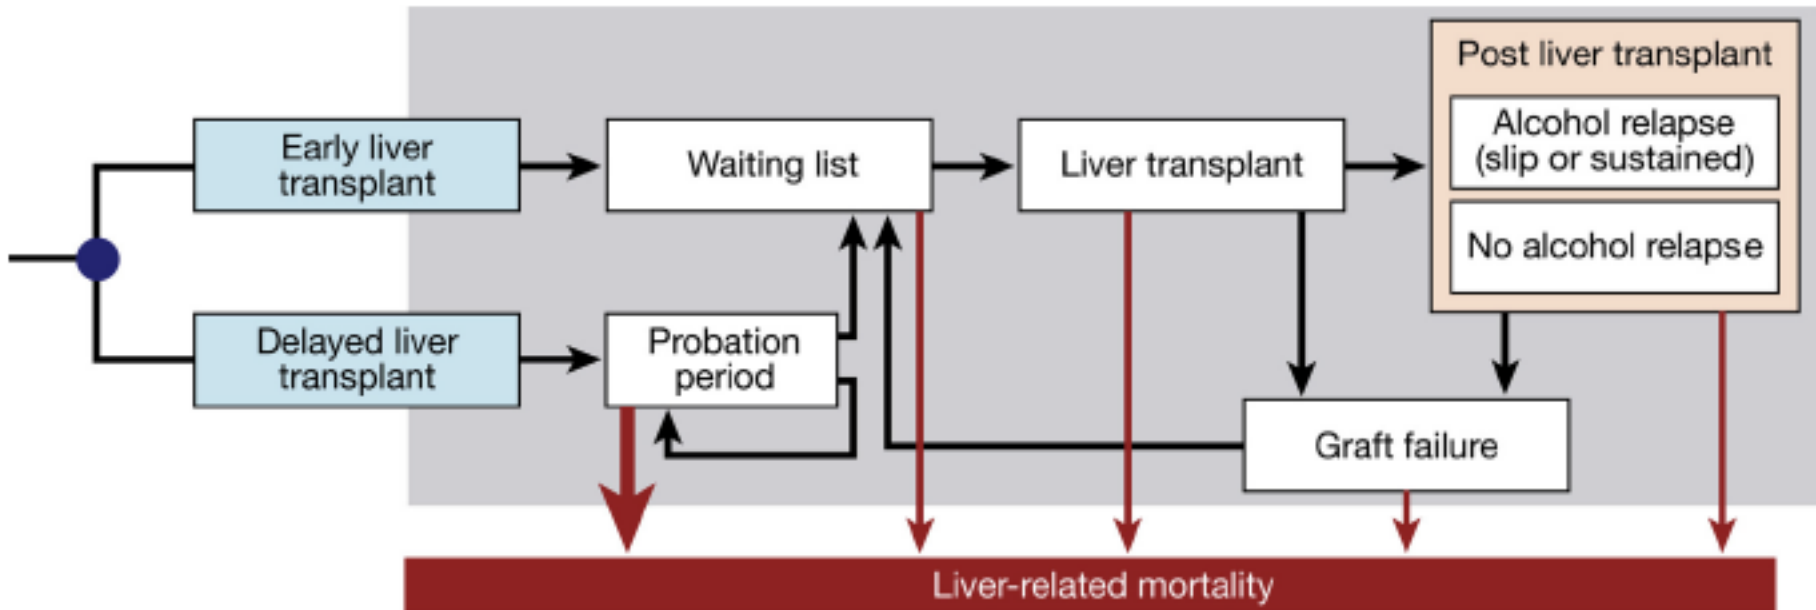 Early liver
transplant
Waiting list
Liver transplant
Post liver transplant
Alcohol relapse
(slip or sustained)
No alcohol relapse
Delayed liver
transplant
Probation
period
Graft failure
Liver-related mortality